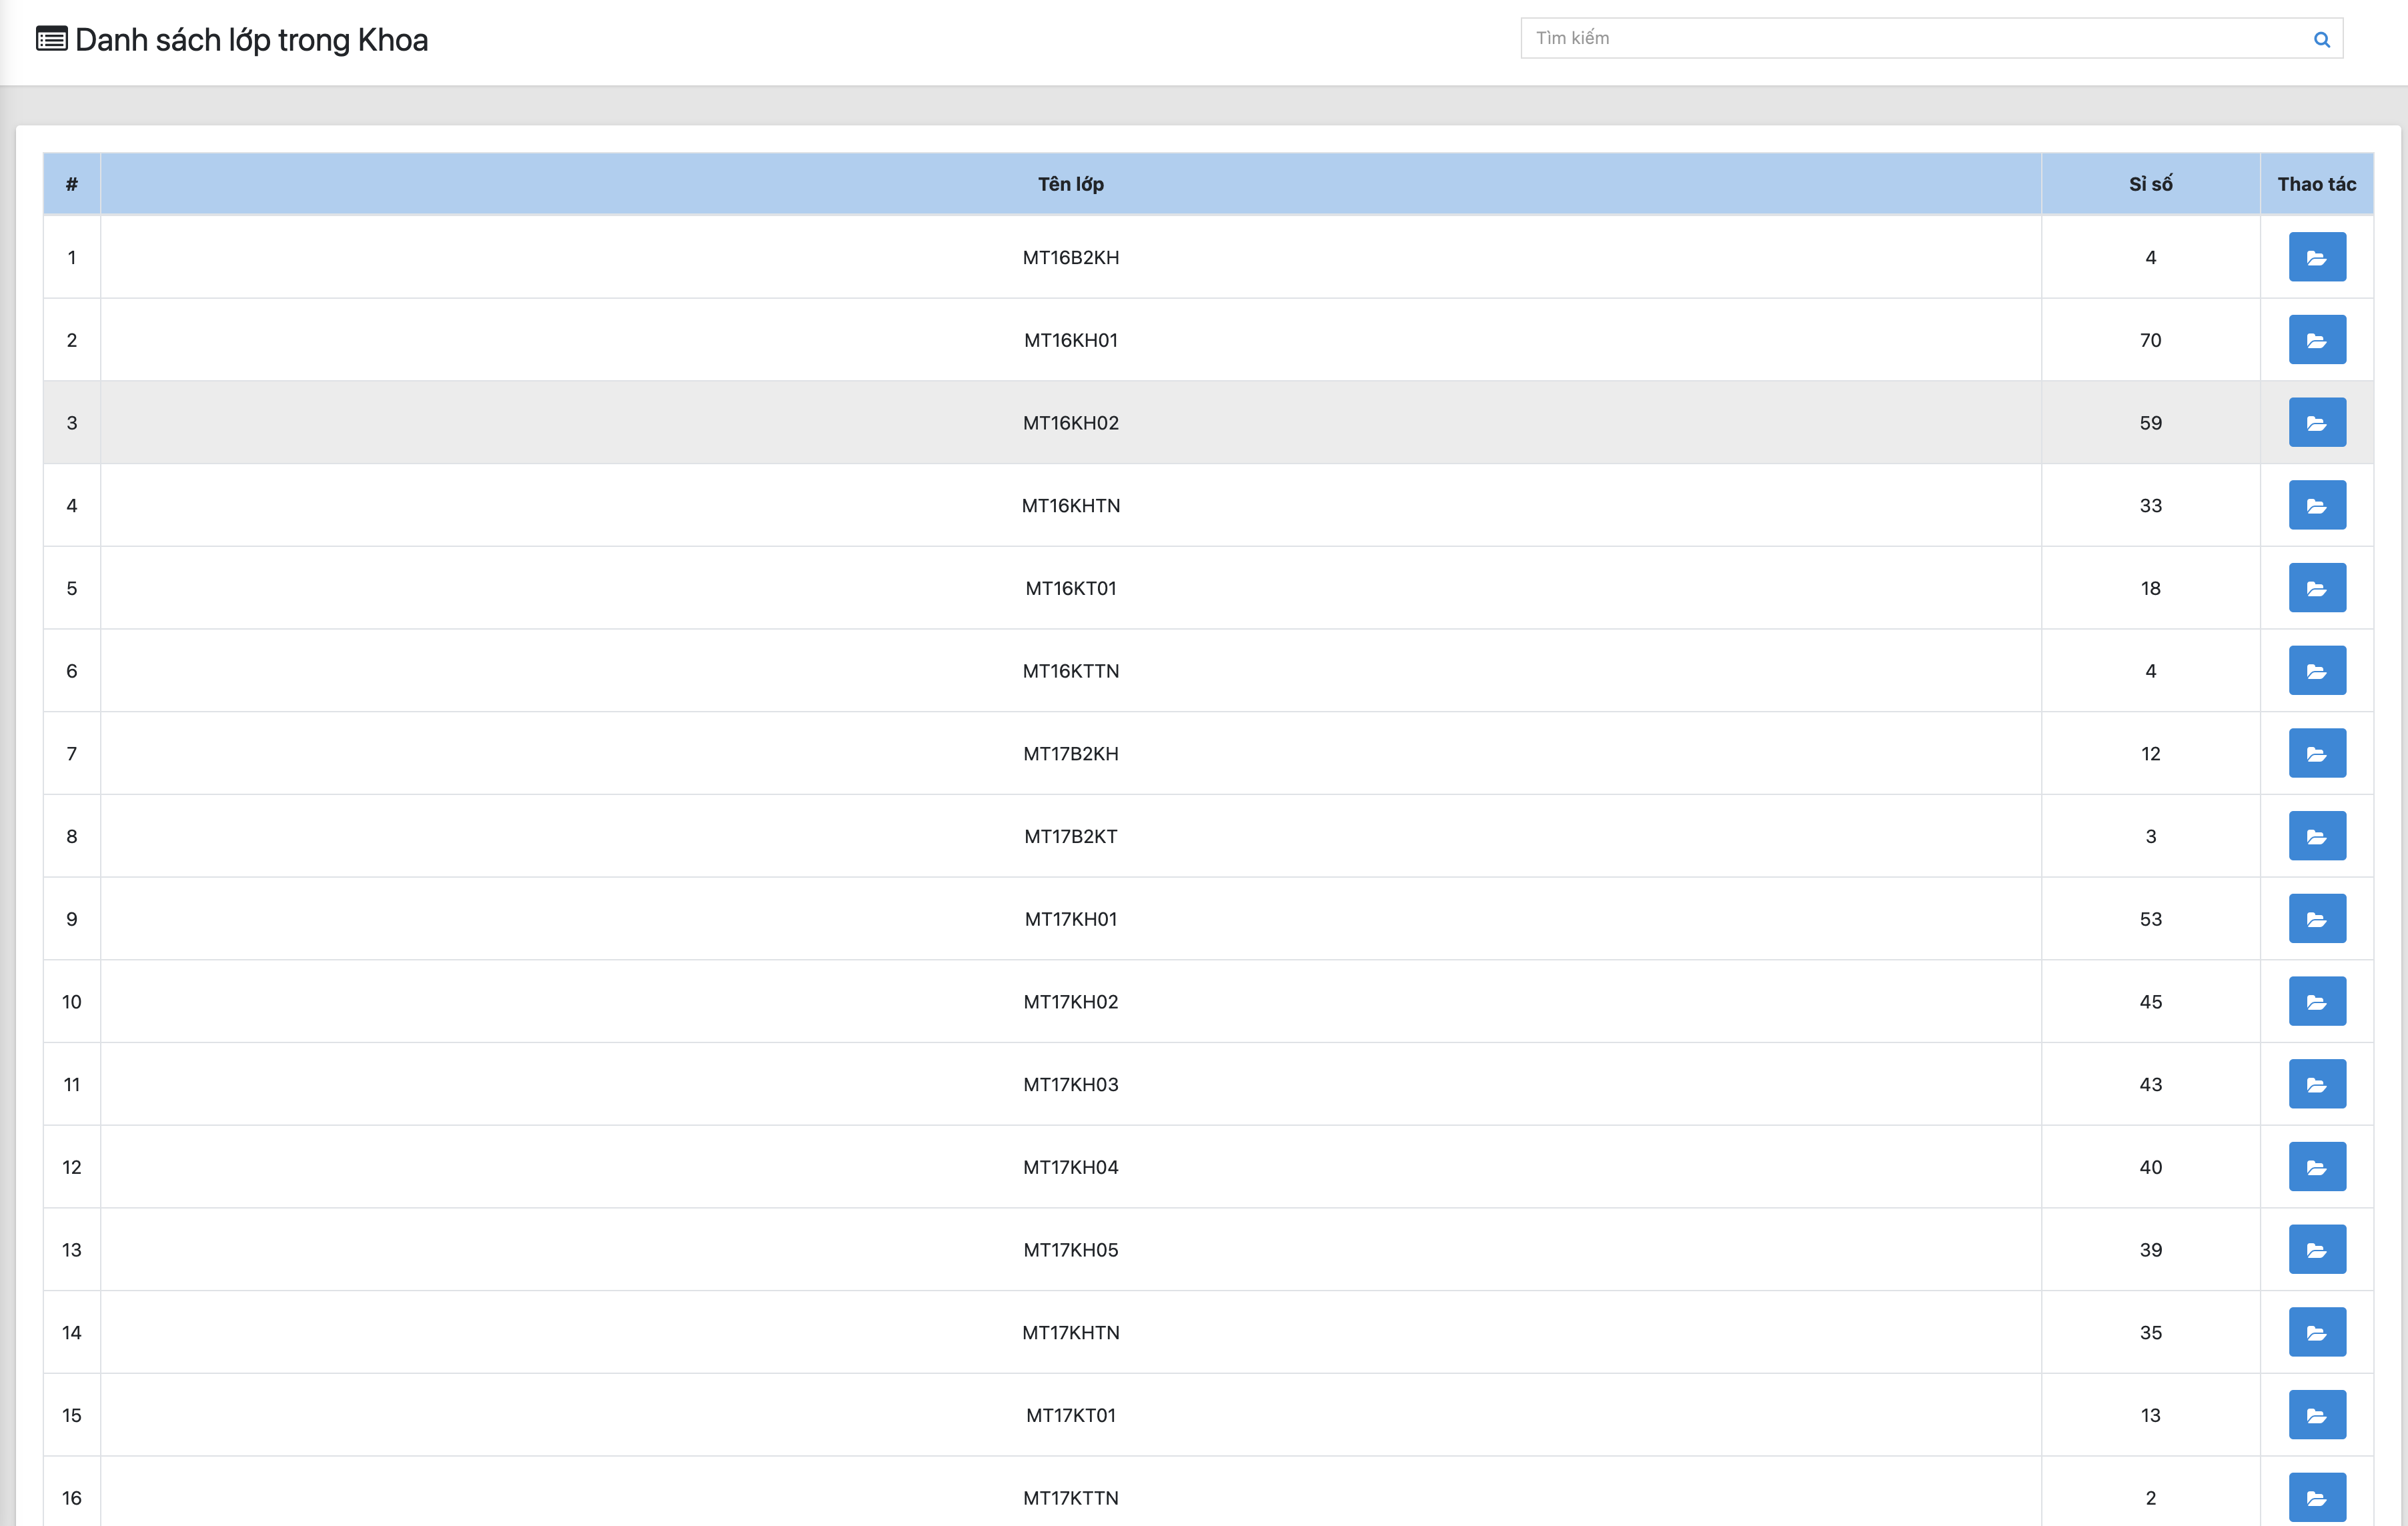 Danh sách lớp trong Khoa
Tìm kiếm
# Tên lớp Sỉ số Thao tác
1 MT16B2KH 4
2 MT16KH01 70
3 MT16KH02 59
4 MT16KHTN 33
5 MT16KT01 18
6 MT16KTTN 4
7 MT17B2KH 12
8 MT17B2KT 3
9 MT17KH01 53
10 MT17KH02 45
11 MT17KH03 43
12 MT17KH04 40
13 MT17KH05 39
14 MT17KHTN 35
15 MT17KT01 13
16 MT17KTTN 2